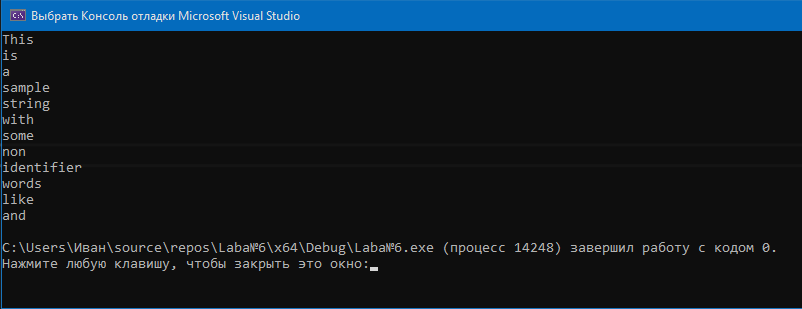 C:\ Выбрать Консоль отладки Microsoft Visual Studio
This
is
a
sample
string
with
some
non
identifier
words
like
and
C:\Users\Иван\source\repos\Laba№6\x64\Debug\Laba№6.exe (процесс 14248) завершил работу с кодом 0.
Нажмите любую клавишу, чтобы закрыть это окно: